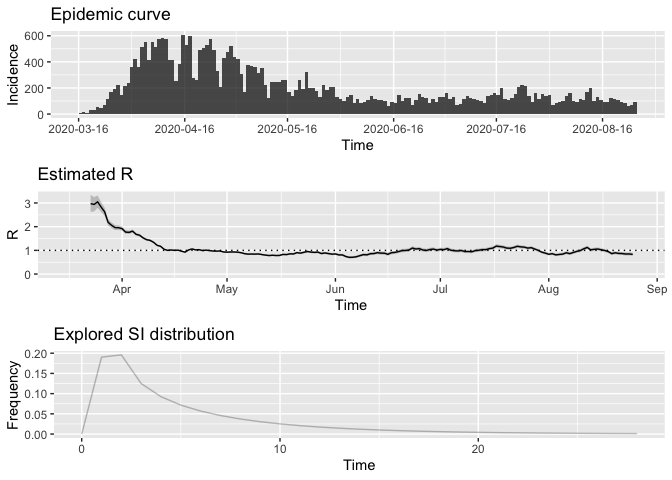 Epidemic curve
Incidence
600
400
200
0
2020-03-16 2020-04-16 2020-05-16 2020-06-16 2020-07-16 2020-08-16
Time
Estimated R
R
3
2
1
0
Apr May Jun Jul Aug Sep
Time
Explored SI distribution
Frequency
0.20
0.15
0.10
0.05
0.00
0 10 20
Time